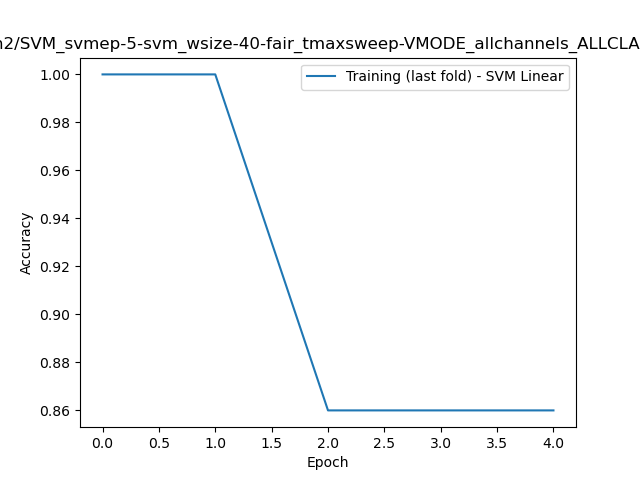 n2/SVM_svmep-5-svm_wsize-40-fair_tmaxsweep-VMODE_allchannels_ALLCLA
Training (last fold) - SVM Linear
1.00
0.98
0.96
0.94
0.92
0.90
0.88
0.86
Accuracy
0.0 0.5 1.0 1.5 2.0 2.5 3.0 3.5 4.0
Epoch